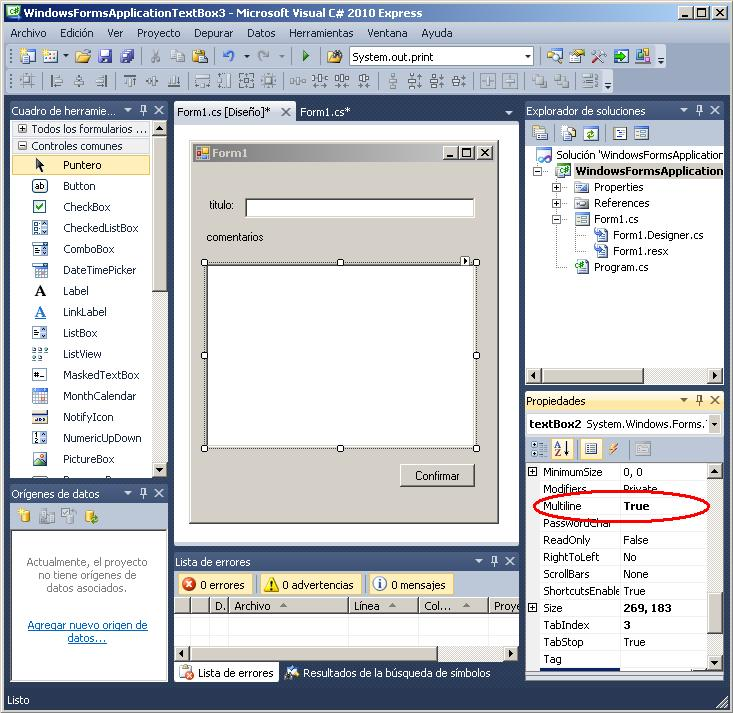 WindowsFormsApplicationTextBox3 - Microsoft Visual C# 2010 Express
Archivo Edición Ver Proyecto Depurar Datos Herramientas Ventana Ayuda
System.out.print
Cuadro de herramie...
Todos los formularios ...
Controles comunes
Puntero
Button
CheckBox
CheckedListBox
ComboBox
DateTimePicker
Label
LinkLabel
ListBox
ListView
MaskedTextBox
MonthCalendar
NotifyIcon
NumericUpDown
PictureBox
Orígenes de datos
Actualmente, el proyecto
no tiene orígenes de
datos asociados.
Agregar nuevo origen de
datos...
Form1.cs [Diseño]* Form1.cs*
Form1
titulo:
comentarios
Confirmar
Lista de errores
0 errores 0 advertencias 0 mensajes
D. Archivo Línea Col... Proye
Lista de errores Resultados de la búsqueda de símbolos
Explorador de soluciones
Solución 'WindowsFormsApplication
WindowsFormsApplication
Properties
References
Form1.cs
Form1.Designer.cs
Form1.resx
Program.cs
Propiedades
textBox2 System.Windows.Forms.
MinimumSize 0, 0
Modifiers Private
Multiline True
PasswordChar
ReadOnly False
RightToLeft No
ScrollBars None
ShortcutsEnable True
Size 269, 183
TabIndex 3
TabStop True
Tag
Listo